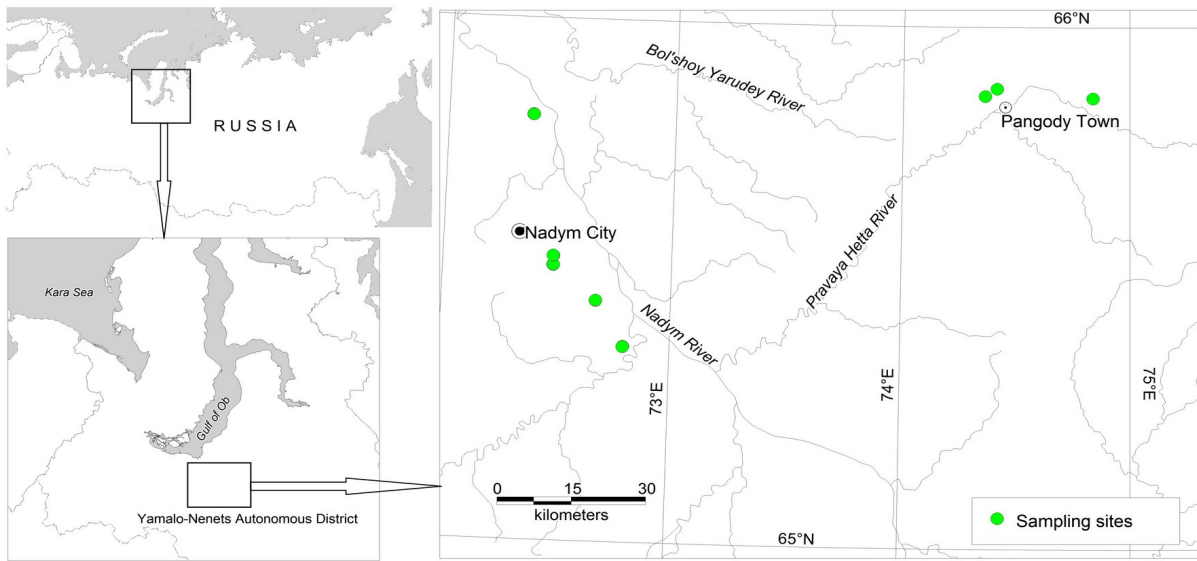 RUSSIA
Kara Sea
Gulf of Ob
Yamalo-Nenets Autonomous District
66°N
Bol'shoy Yarudey River
Pangody Town
Nadym City
Pravaya Hetta River
Nadym River
73°E
74°E
75°E
0 15 30
kilometers
Sampling sites
65°N